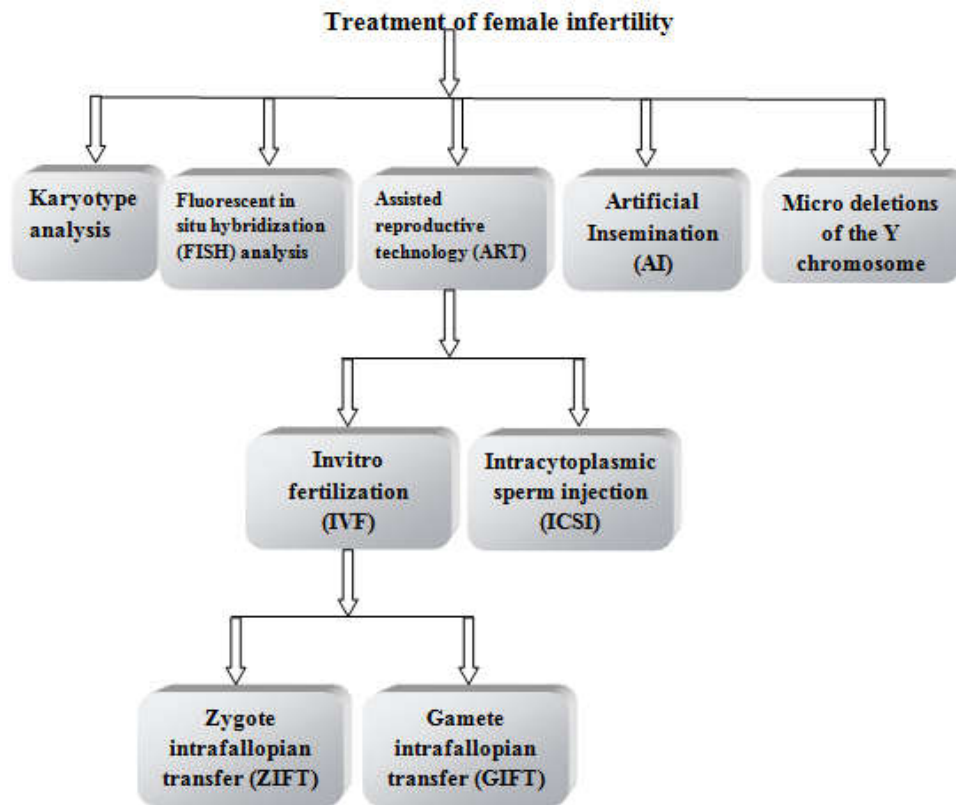 Treatment of female infertility
Karyotype
analysis
Fluorescent in
situ hybridization
(FISH) analysis
Assisted
reproductive
technology (ART)
Artificial
Insemination
(AI)
Micro deletions
of the Y
chromosome
Invitro
fertilization
(IVF)
Intracytoplasmic
sperm injection
(ICSI)
Zygote
intrafallopian
transfer (ZIFT)
Gamete
intrafallopian
transfer (GIFT)